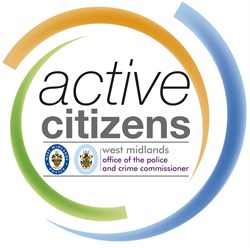 active
citizens
west midlands
office of the police
and crime commissioner